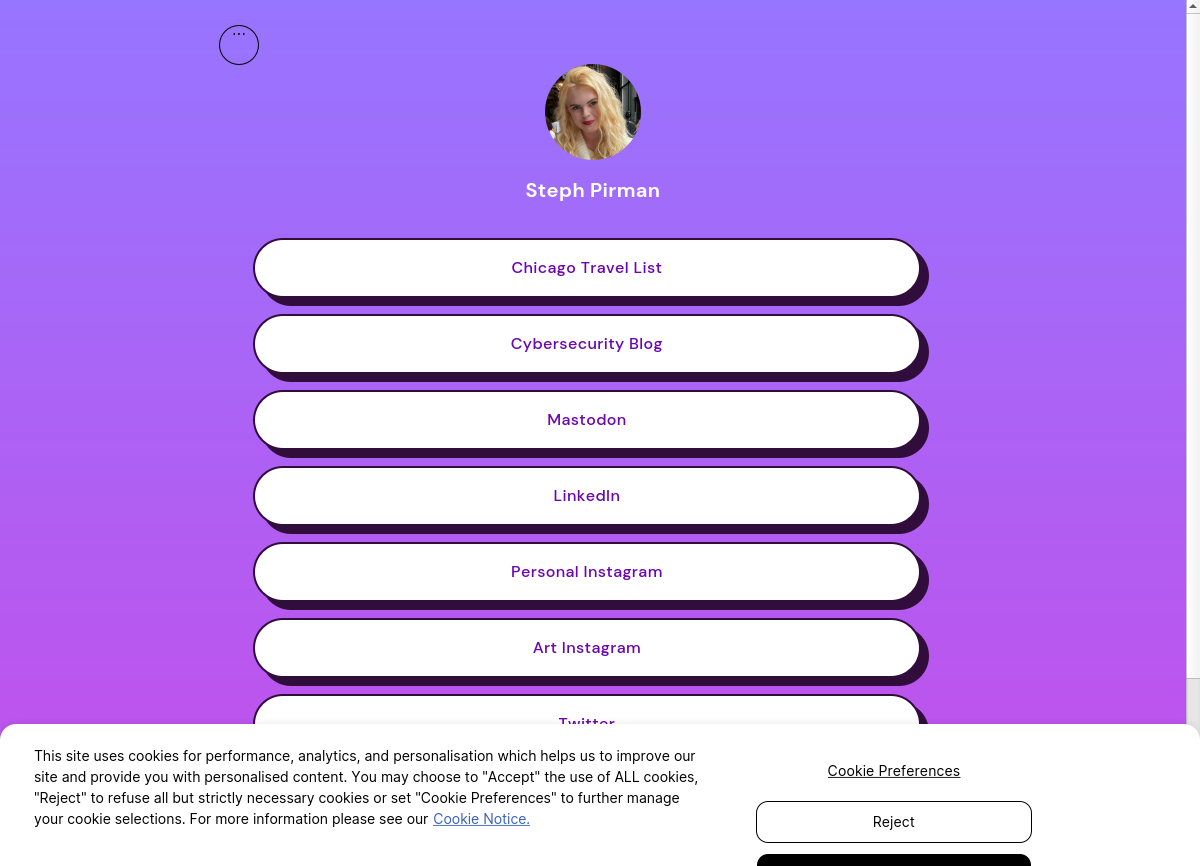 ...
Steph Pirman
Chicago Travel List
Cybersecurity Blog
Mastodon
LinkedIn
Personal Instagram
Art Instagram
Twitter
This site uses cookies for performance, analytics, and personalisation which helps us to improve our
site and provide you with personalised content. You may choose to "Accept" the use of ALL cookies,
"Reject" to refuse all but strictly necessary cookies or set "Cookie Preferences" to further manage
your cookie selections. For more information please see our Cookie Notice.
Cookie Preferences
Reject